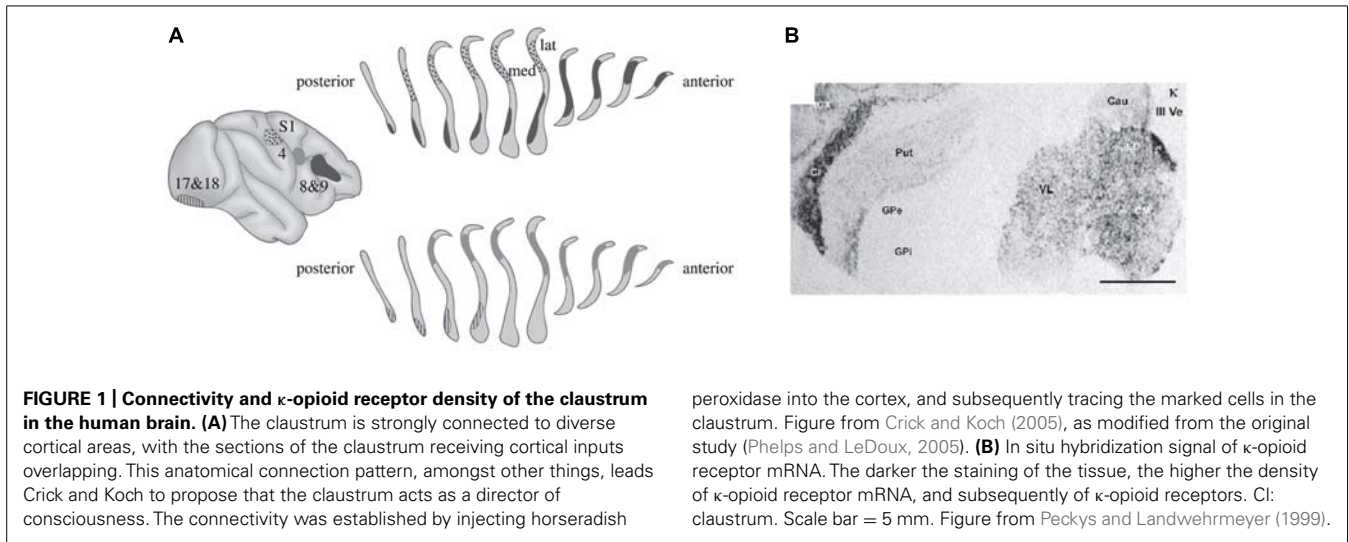 A
B
lat
med
posterior
anterior
S1
4
17&18
8&9
posterior
anterior
κ
Cau
III Ve
Put
Cl
VL
GPe
GPi
FIGURE 1 | Connectivity and κ-opioid receptor density of the claustrum
in the human brain. (A) The claustrum is strongly connected to diverse
cortical areas, with the sections of the claustrum receiving cortical inputs
overlapping. This anatomical connection pattern, amongst other things, leads
Crick and Koch to propose that the claustrum acts as a director of
consciousness. The connectivity was established by injecting horseradish
peroxidase into the cortex, and subsequently tracing the marked cells in the
claustrum. Figure from Crick and Koch (2005), as modified from the original
study (Phelps and LeDoux, 2005). (B) In situ hybridization signal of κ-opioid
receptor mRNA. The darker the staining of the tissue, the higher the density
of κ-opioid receptor mRNA, and subsequently of κ-opioid receptors. Cl:
claustrum. Scale bar = 5 mm. Figure from Peckys and Landwehrmeyer (1999).